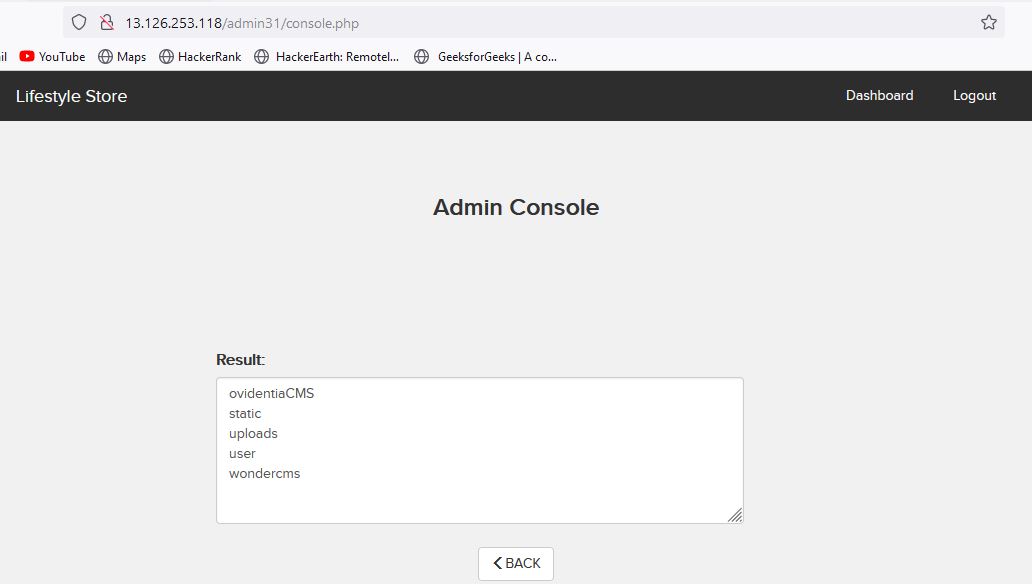 13.126.253.118/admin31/console.php
il YouTube Maps HackerRank HackerEarth: Remotel... GeeksforGeeks | A co...
Lifestyle Store Dashboard Logout
Admin Console
Result:
ovidentiaCMS
static
uploads
user
wondercms
BACK